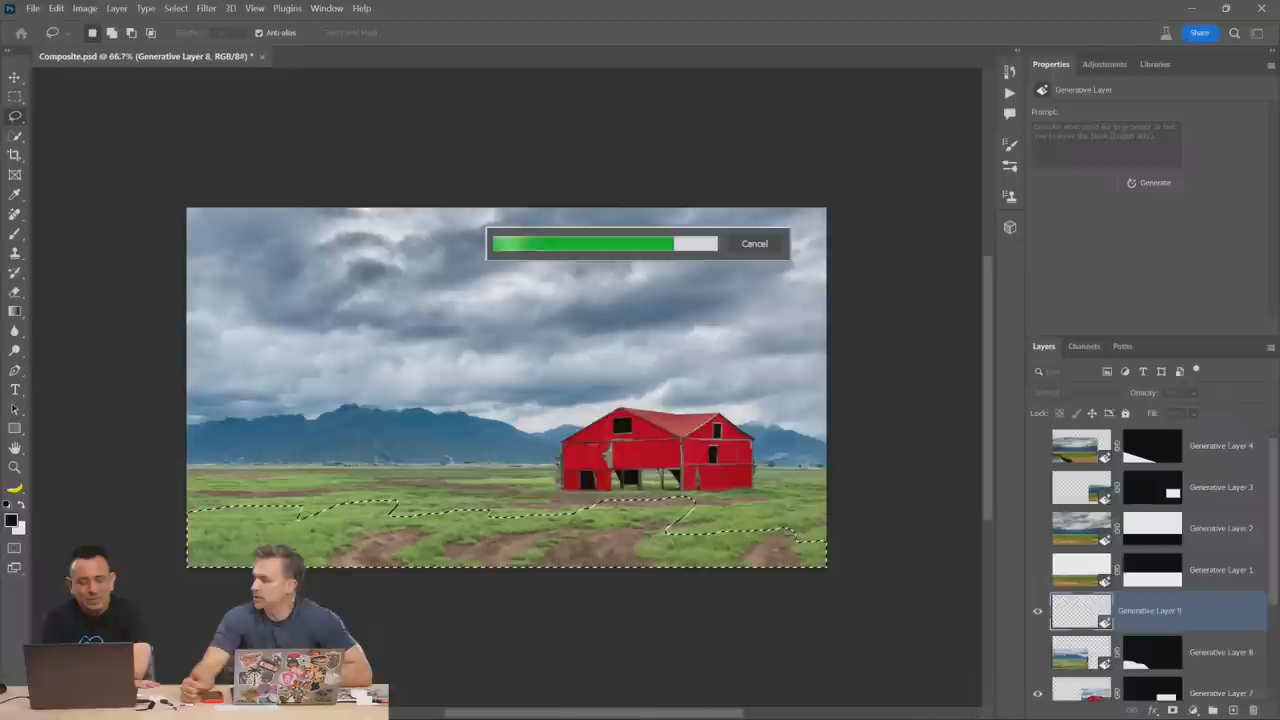 File Edit Image Layer Type Select Filter 3D View Plugins Window Help
Anti-alias
Share
Composite.psd @ 66.7% (Generative Layer 8, RGB/8#) *
Properties Adjustments Libraries
Generative Layer
Prompt:
Generate
Cancel
Layers Channels Paths
Opacity:
Lock: Fill:
Generative Layer 4
Generative Layer 3
Generative Layer 2
Generative Layer 1
Generative Layer 9
Generative Layer 8
Generative Layer 7